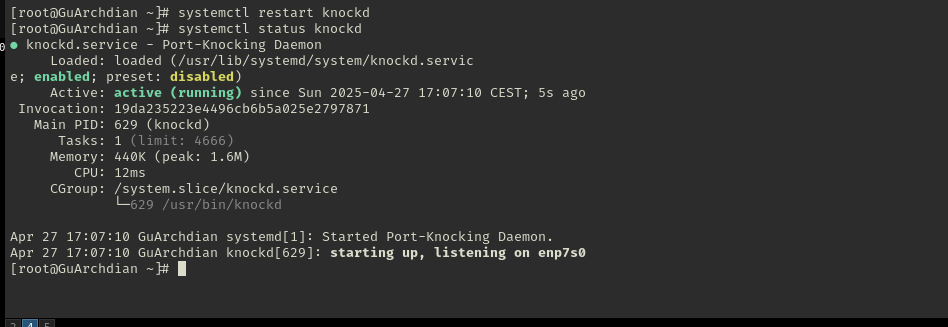 [root@GuArchdian ~]# systemctl restart knockd
[root@GuArchdian ~]# systemctl status knockd
● knockd.service - Port-Knocking Daemon
Loaded: loaded (/usr/lib/systemd/system/knockd.servic
e; enabled; preset: disabled)
Active: active (running) since Sun 2025-04-27 17:07:10 CEST; 5s ago
Invocation: 19da235223e4496cb6b5a025e2797871
Main PID: 629 (knockd)
Tasks: 1 (limit: 4666)
Memory: 440K (peak: 1.6M)
CPU: 12ms
CGroup: /system.slice/knockd.service
└─629 /usr/bin/knockd
Apr 27 17:07:10 GuArchdian systemd[1]: Started Port-Knocking Daemon.
Apr 27 17:07:10 GuArchdian knockd[629]: starting up, listening on enp7s0
[root@GuArchdian ~]#
4 5